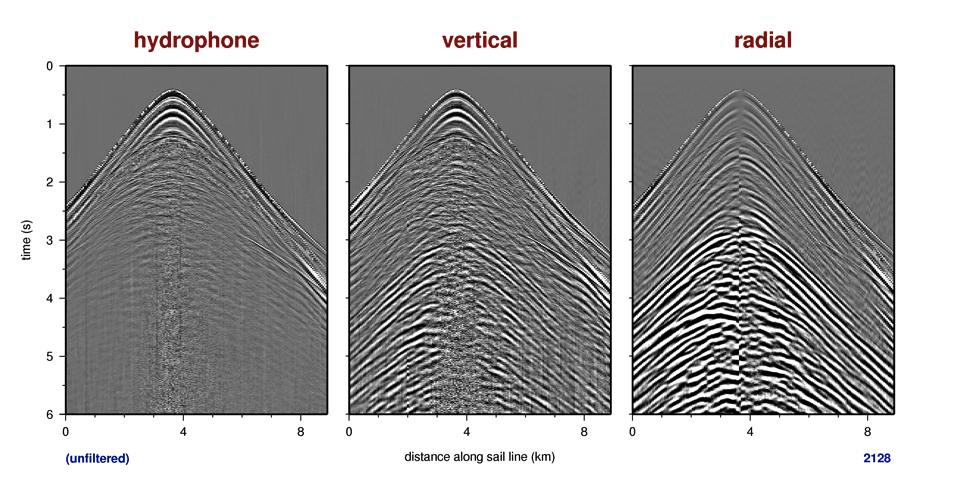 hydrophone vertical radial
time (s)
0
1
2
3
4
5
6
0 4 8 0 4 8 0 4 8
(unfiltered) distance along sail line (km) 2128